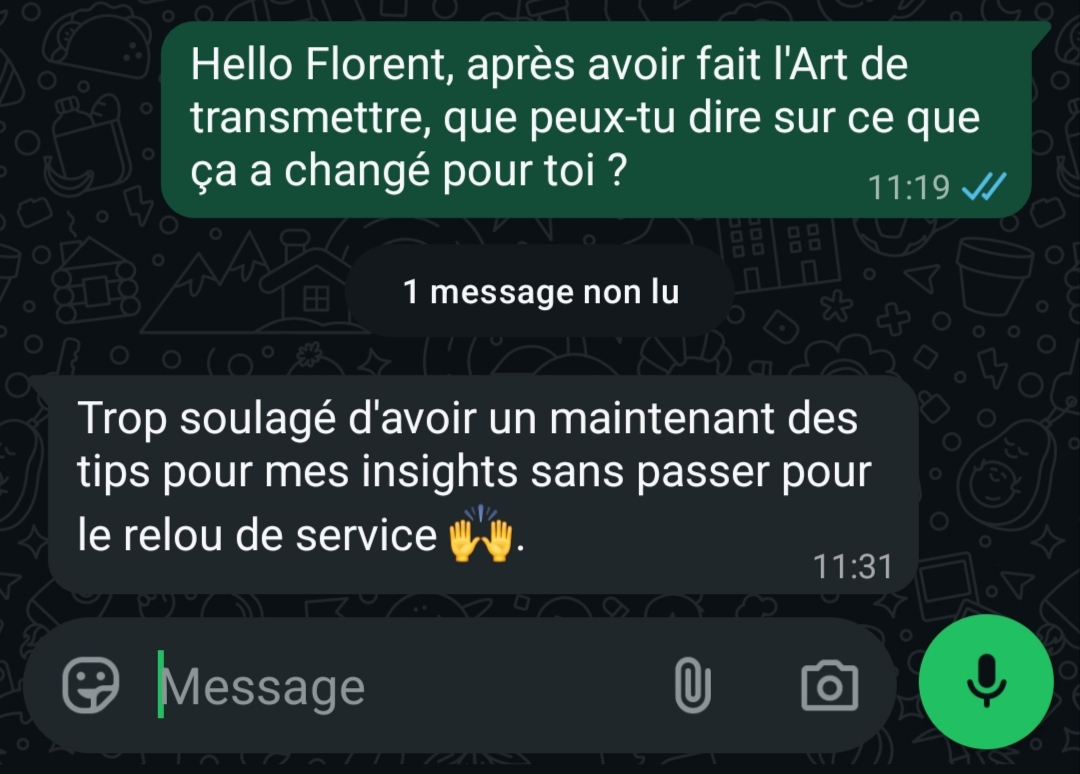 Hello Florent, après avoir fait l'Art de
transmettre, que peux-tu dire sur ce que
ça a changé pour toi ?
11:19
1 message non lu
Trop soulagé d'avoir un maintenant des
tips pour mes insights sans passer pour
le relou de service 🙌.
11:31
Message